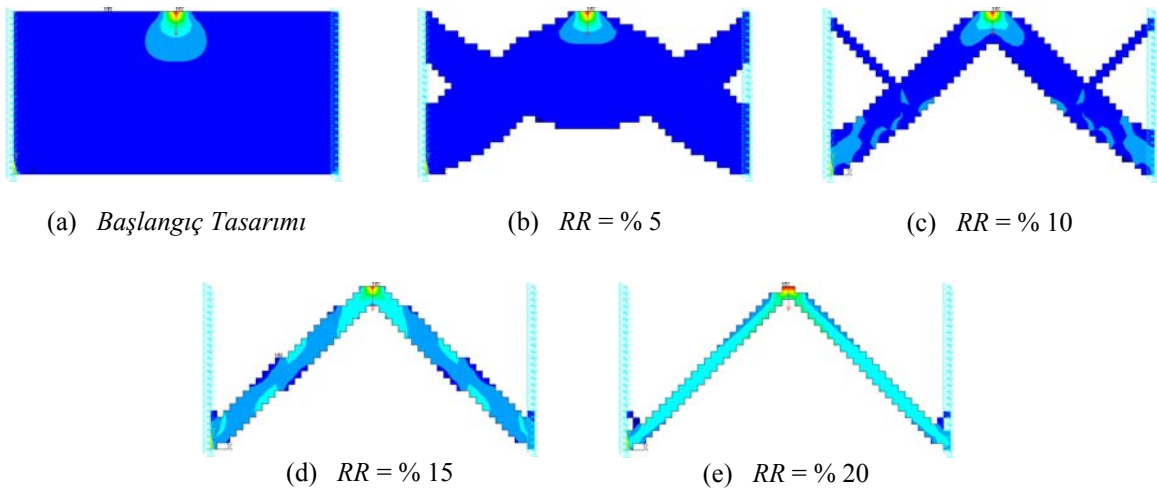 (a) Başlangıç Tasarımı
(b) RR = % 5
(c) RR = % 10
(d) RR = % 15
(e) RR = % 20